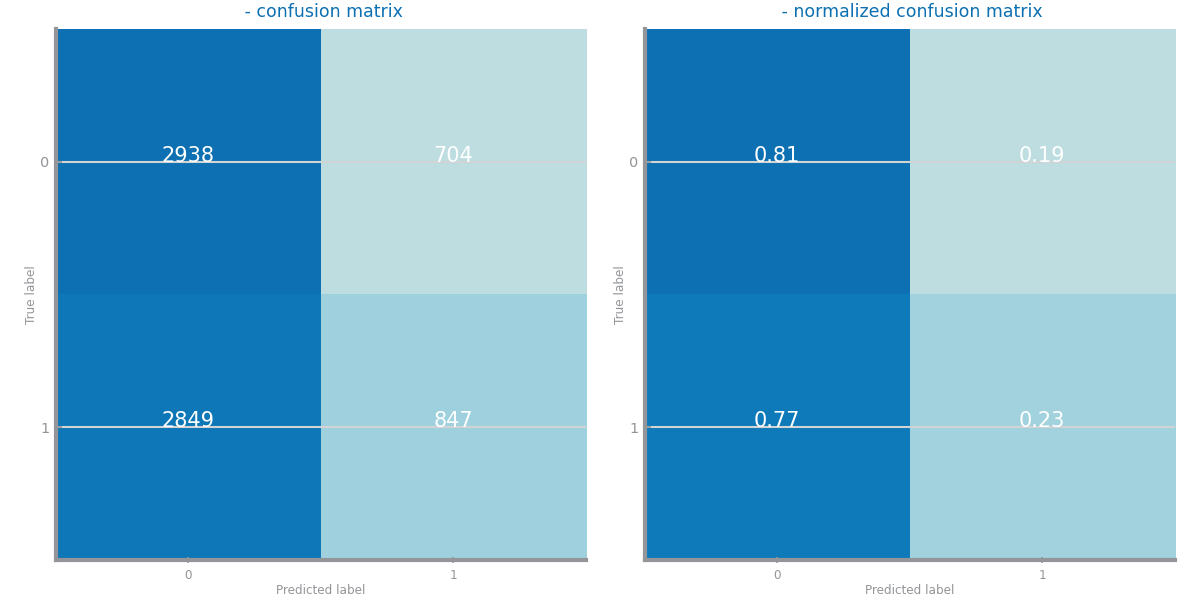 - confusion matrix
0
2938
704
True label
1
2849
847
0
1
Predicted label
- normalized confusion matrix
0
0.81
0.19
True label
1
0.77
0.23
0
1
Predicted label